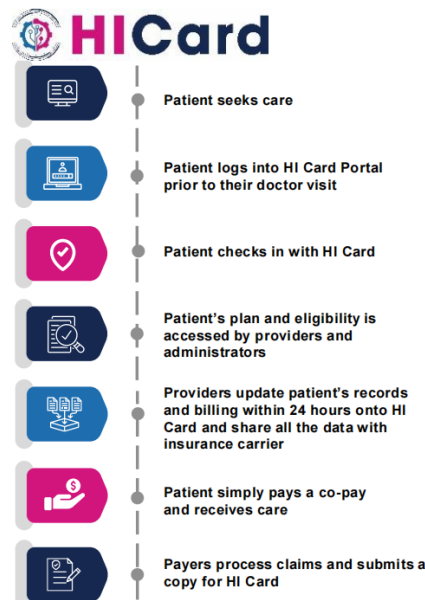 HICard
Patient seeks care
Patient logs into HI Card Portal
prior to their doctor visit
Patient checks in with HI Card
Patient's plan and eligibility is
accessed by providers and
administrators
Providers update patient's records
and billing within 24 hours onto HI
Card and share all the data with
insurance carrier
$
Patient simply pays a co-pay
and receives care
Payers process claims and submits a
copy for HI Card